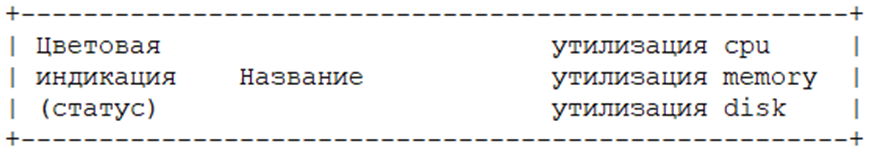 +-----------------------------------------------------+
| Цветовая                         утилизация cpu     |
| индикация    Название            утилизация memory  |
| (статус)                         утилизация disk    |
+-----------------------------------------------------+